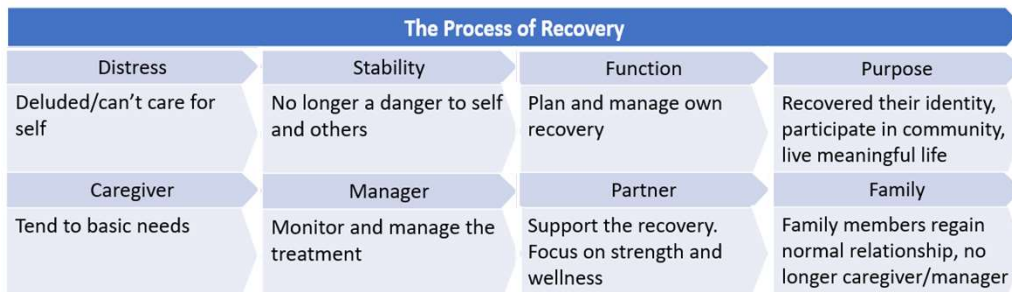 The Process of Recovery
Distress
Stability
Function
Purpose
Deluded/can't care for
self
No longer a danger to self
and others
Plan and manage own
recovery
Recovered their identity,
participate in community,
live meaningful life
Caregiver
Manager
Partner
Family
Tend to basic needs
Monitor and manage the
treatment
Support the recovery.
Focus on strength and
wellness
Family members regain
normal relationship, no
longer caregiver/manager